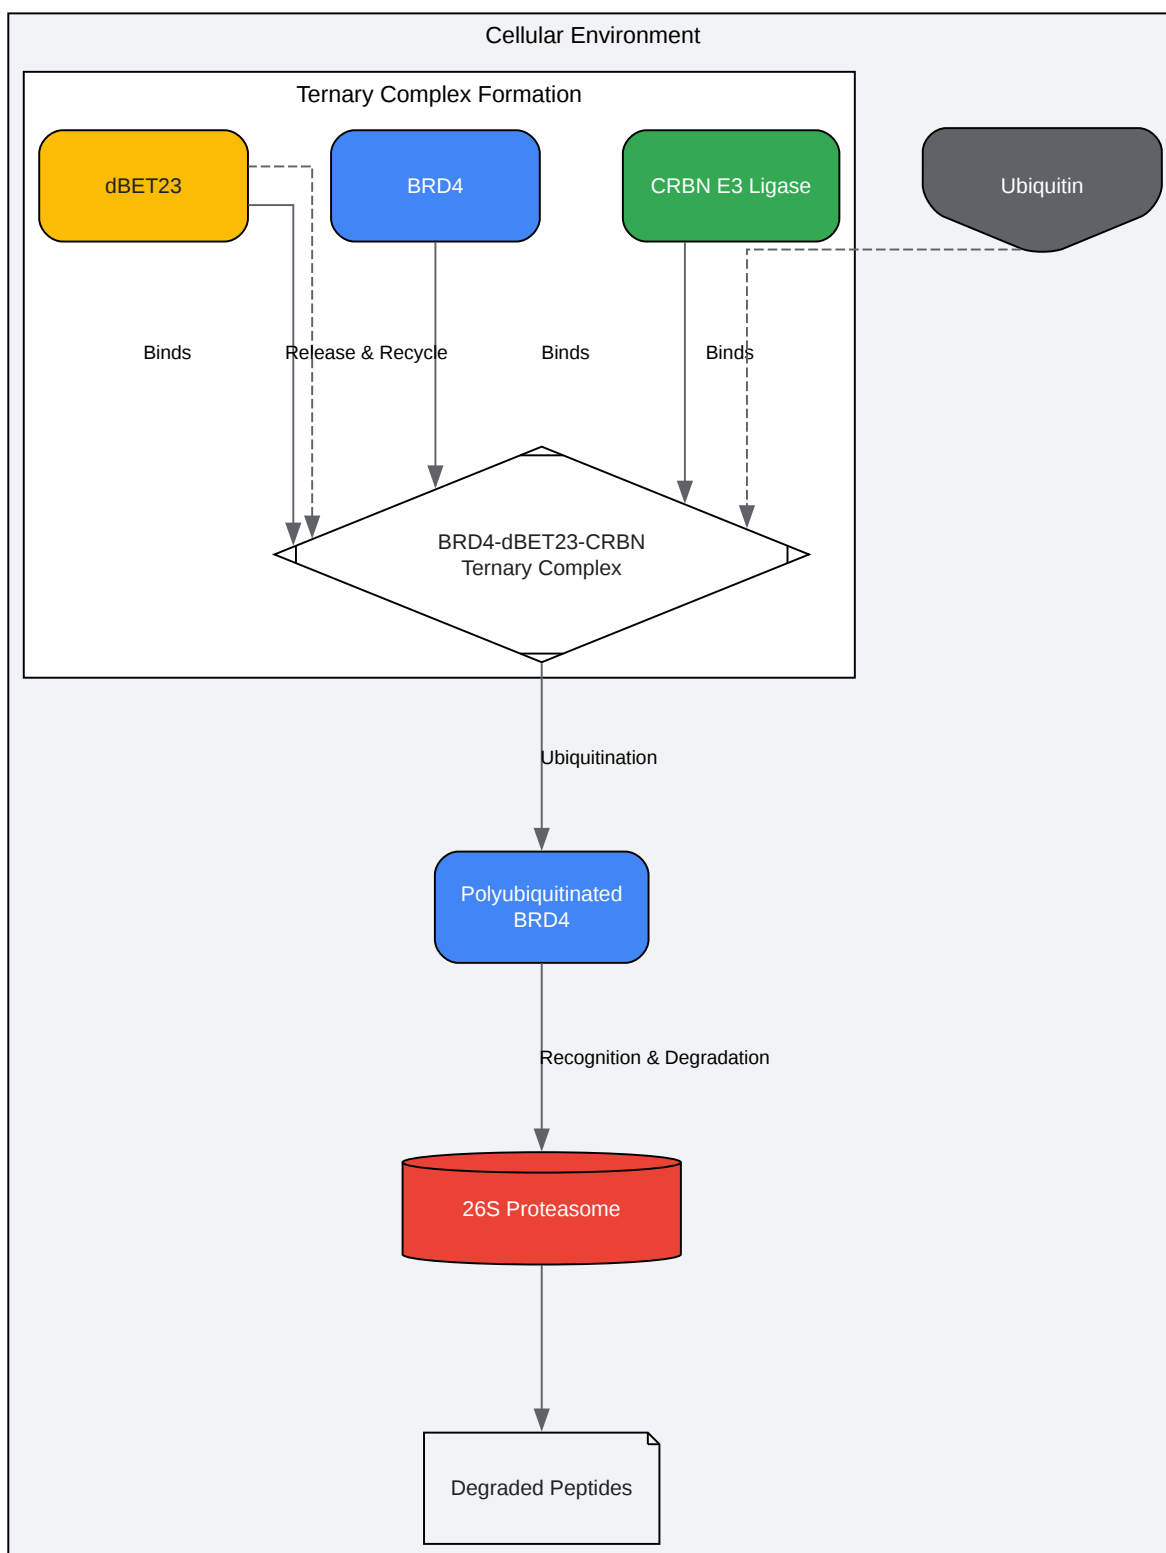 Cellular Environment
Ternary Complex Formation
dBET23
BRD4
CRBN E3 Ligase
Ubiquitin
Binds
Release & Recycle
Binds
Binds
BRD4-dBET23-CRBN
Ternary Complex
Ubiquitination
Polyubiquitinated
BRD4
Recognition & Degradation
26S Proteasome
Degraded Peptides